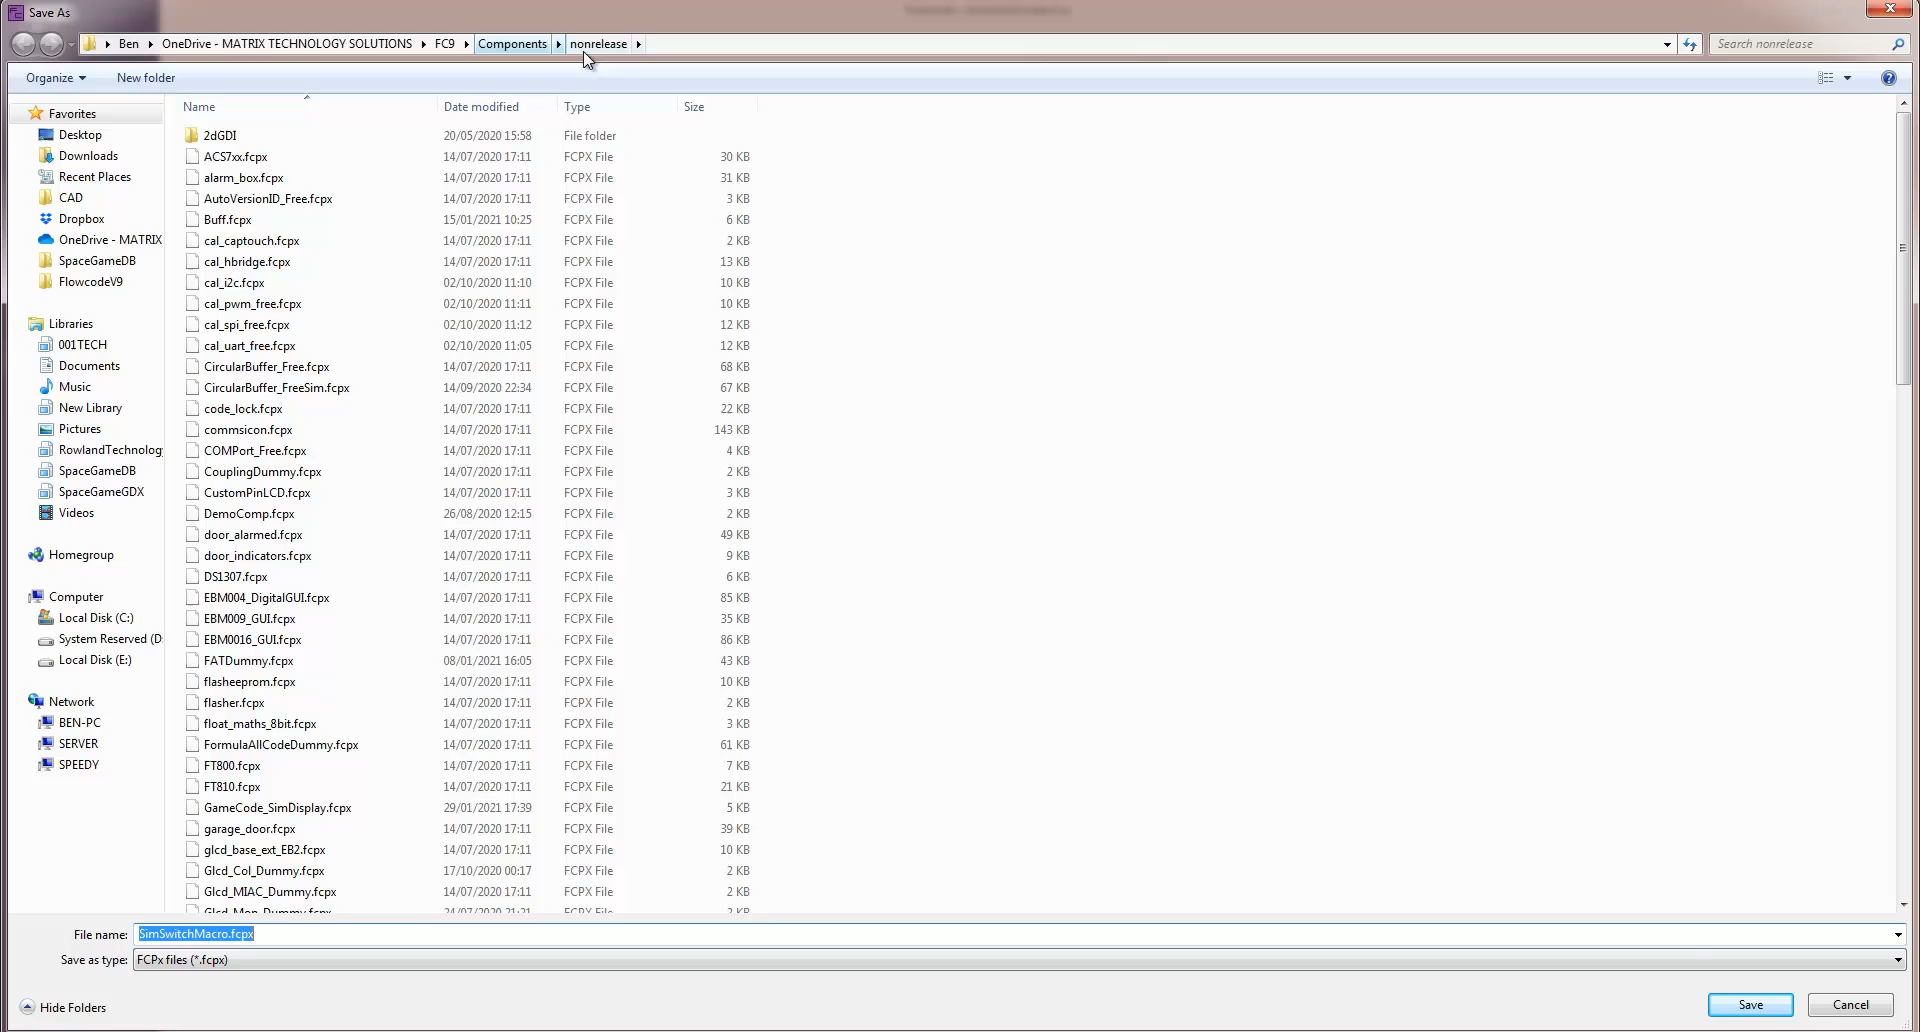 Save As
Ben OneDrive - MATRIX TECHNOLOGY SOLUTIONS FC9 Components nonrelease Search nonrelease
Organize New folder
Name Date modified Type Size
Favorites
Desktop
Downloads
Recent Places
CAD
Dropbox
OneDrive - MATRIX
SpaceGameDB
FlowcodeV9
Libraries
001TECH
Documents
Music
New Library
Pictures
RowlandTechnolog
SpaceGameDB
SpaceGameGDX
Videos
Homegroup
Computer
Local Disk (C:)
System Reserved (D:
Local Disk (E:)
Network
BEN-PC
SERVER
SPEEDY
2dGDI 20/05/2020 15:58 File folder
ACS7xx.fcpx 14/07/2020 17:11 FCPX File 30 KB
alarm_box.fcpx 14/07/2020 17:11 FCPX File 31 KB
AutoVersionID_Free.fcpx 14/07/2020 17:11 FCPX File 3 KB
Buff.fcpx 15/01/2021 10:25 FCPX File 6 KB
cal_captouch.fcpx 14/07/2020 17:11 FCPX File 2 KB
cal_hbridge.fcpx 14/07/2020 17:11 FCPX File 13 KB
cal_i2c.fcpx 02/10/2020 11:10 FCPX File 10 KB
cal_pwm_free.fcpx 02/10/2020 11:11 FCPX File 10 KB
cal_spi_free.fcpx 02/10/2020 11:12 FCPX File 12 KB
cal_uart_free.fcpx 02/10/2020 11:05 FCPX File 12 KB
CircularBuffer_Free.fcpx 14/07/2020 17:11 FCPX File 68 KB
CircularBuffer_FreeSim.fcpx 14/09/2020 22:34 FCPX File 67 KB
code_lock.fcpx 14/07/2020 17:11 FCPX File 22 KB
commsicon.fcpx 14/07/2020 17:11 FCPX File 143 KB
COMPort_Free.fcpx 14/07/2020 17:11 FCPX File 4 KB
CouplingDummy.fcpx 14/07/2020 17:11 FCPX File 2 KB
CustomPinLCD.fcpx 14/07/2020 17:11 FCPX File 3 KB
DemoComp.fcpx 26/08/2020 12:15 FCPX File 2 KB
door_alarmed.fcpx 14/07/2020 17:11 FCPX File 49 KB
door_indicators.fcpx 14/07/2020 17:11 FCPX File 9 KB
DS1307.fcpx 14/07/2020 17:11 FCPX File 6 KB
EBM004_DigitalGUI.fcpx 14/07/2020 17:11 FCPX File 85 KB
EBM009_GUI.fcpx 14/07/2020 17:11 FCPX File 35 KB
EBM0016_GUI.fcpx 14/07/2020 17:11 FCPX File 86 KB
FATDummy.fcpx 08/01/2021 16:05 FCPX File 43 KB
flasheeprom.fcpx 14/07/2020 17:11 FCPX File 10 KB
flasher.fcpx 14/07/2020 17:11 FCPX File 2 KB
float_maths_8bit.fcpx 14/07/2020 17:11 FCPX File 3 KB
FormulaAllCodeDummy.fcpx 14/07/2020 17:11 FCPX File 61 KB
FT800.fcpx 14/07/2020 17:11 FCPX File 7 KB
FT810.fcpx 14/07/2020 17:11 FCPX File 21 KB
GameCode_SimDisplay.fcpx 29/01/2021 17:39 FCPX File 5 KB
garage_door.fcpx 14/07/2020 17:11 FCPX File 39 KB
glcd_base_ext_EB2.fcpx 14/07/2020 17:11 FCPX File 10 KB
Glcd_Col_Dummy.fcpx 17/10/2020 00:17 FCPX File 2 KB
Glcd_MIAC_Dummy.fcpx 14/07/2020 17:11 FCPX File 2 KB
Glcd_Mon_Dummy.fcpx 24/07/2020 21:21 FCPX File 2 KB
File name: SimSwitchMacro.fcpx
Save as type: FCPx files (*.fcpx)
Hide Folders Save Cancel